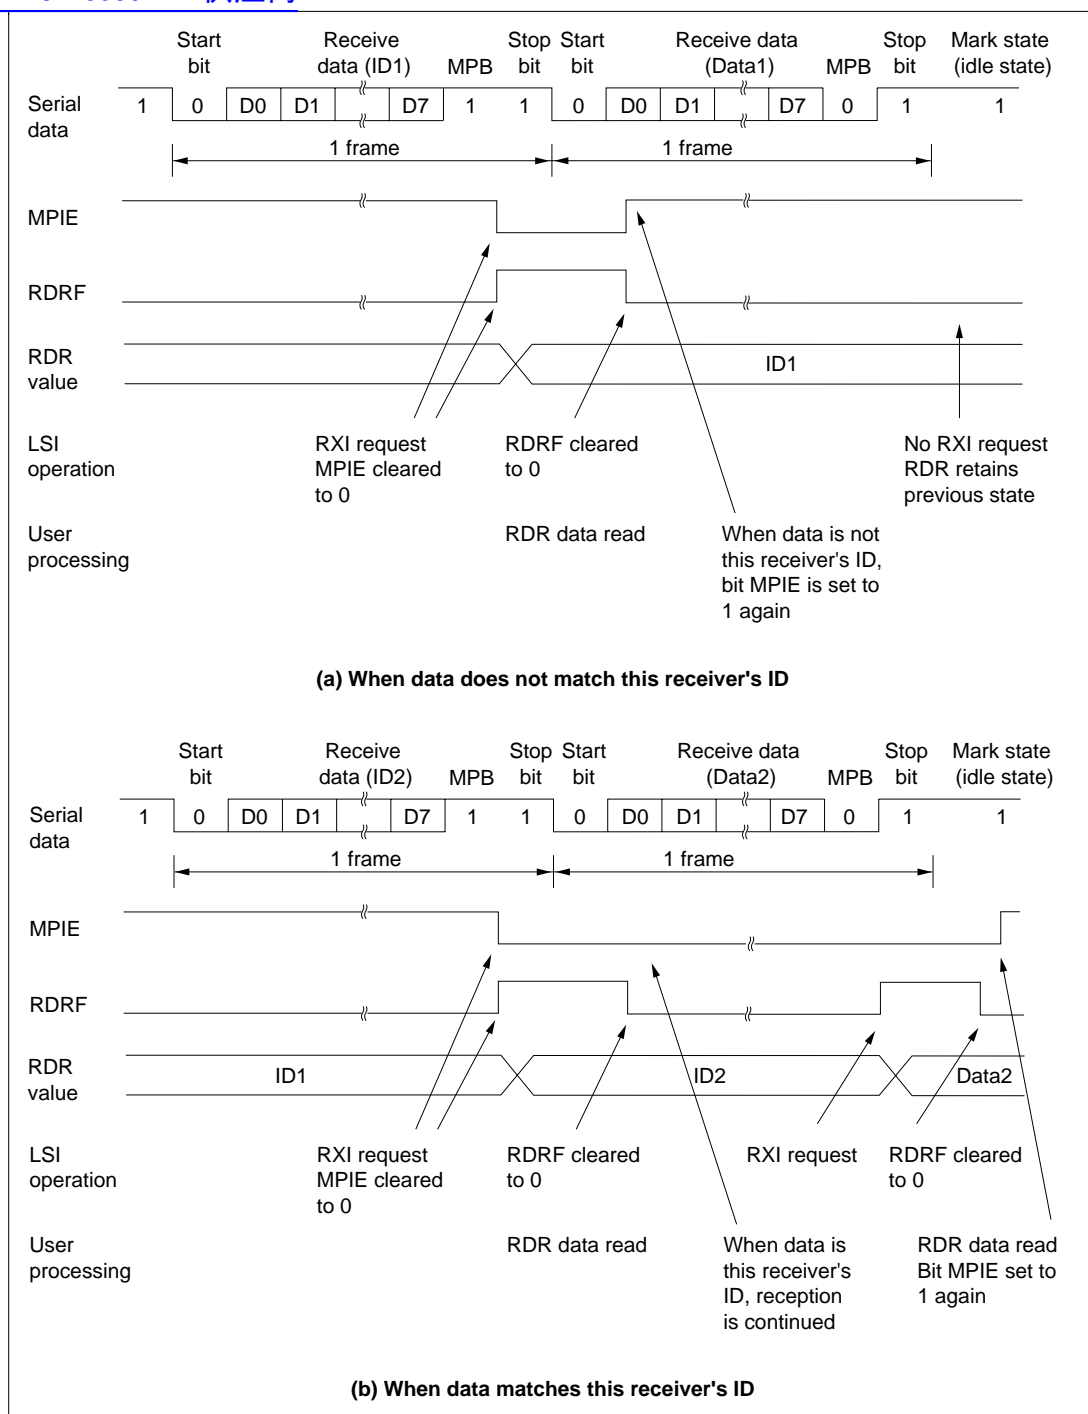 Start Receive Stop Start Receive data Stop Mark state
bit data (ID1) MPB bit bit (Data1) MPB bit (idle state)
Serial data 1 0 D0 D1 D7 1 1 0 D0 D1 D7 0 1 1
1 frame 1 frame
MPIE
RDRF
RDR value ID1
LSI operation
RXI request
MPIE cleared
to 0
RDRF cleared
to 0
No RXI request
RDR retains
previous state
User processing
RDR data read
When data is not
this receiver's ID,
bit MPIE is set to
1 again
(a) When data does not match this receiver's ID
Start Receive Stop Start Receive data Stop Mark state
bit data (ID2) MPB bit bit (Data2) MPB bit (idle state)
Serial data 1 0 D0 D1 D7 1 1 0 D0 D1 D7 0 1 1
1 frame 1 frame
MPIE
RDRF
RDR value ID1 ID2 Data2
LSI operation
RXI request
MPIE cleared
to 0
RDRF cleared
to 0
RXI request
RDRF cleared
to 0
User processing
RDR data read
When data is
this receiver's
ID, reception
is continued
RDR data read
Bit MPIE set to
1 again
(b) When data matches this receiver's ID